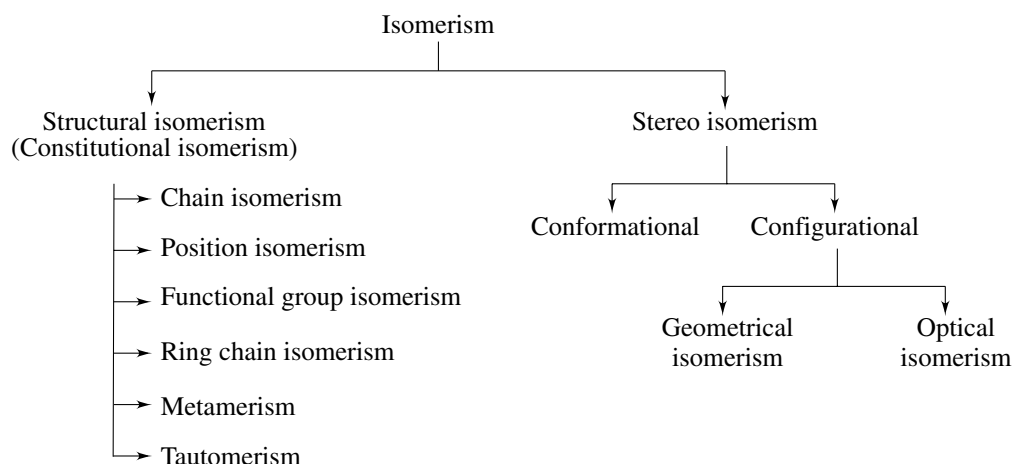 Isomerism
Structural isomerism
(Constitutional isomerism)
Chain isomerism
Position isomerism
Functional group isomerism
Ring chain isomerism
Metamerism
Tautomerism
Stereo isomerism
Conformational
Configurational
Geometrical
isomerism
Optical
isomerism